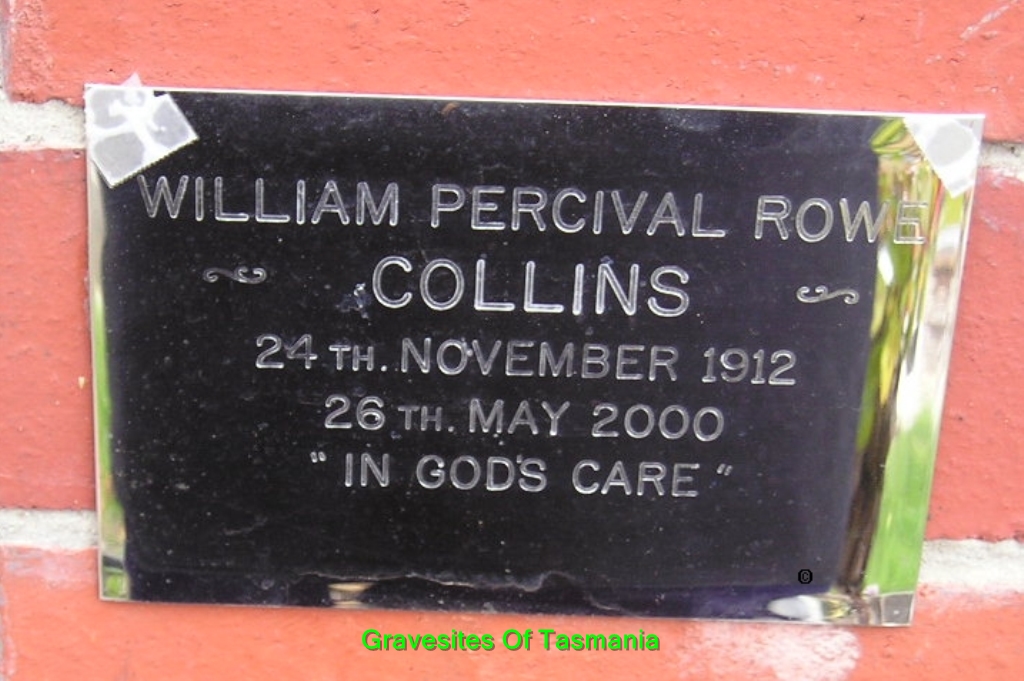 WILLIAM PERCIVAL ROWE
COLLINS
24 TH. NOVEMBER 1912
26 TH. MAY 2000
" IN GOD'S CARE "
©
Gravesites Of Tasmania